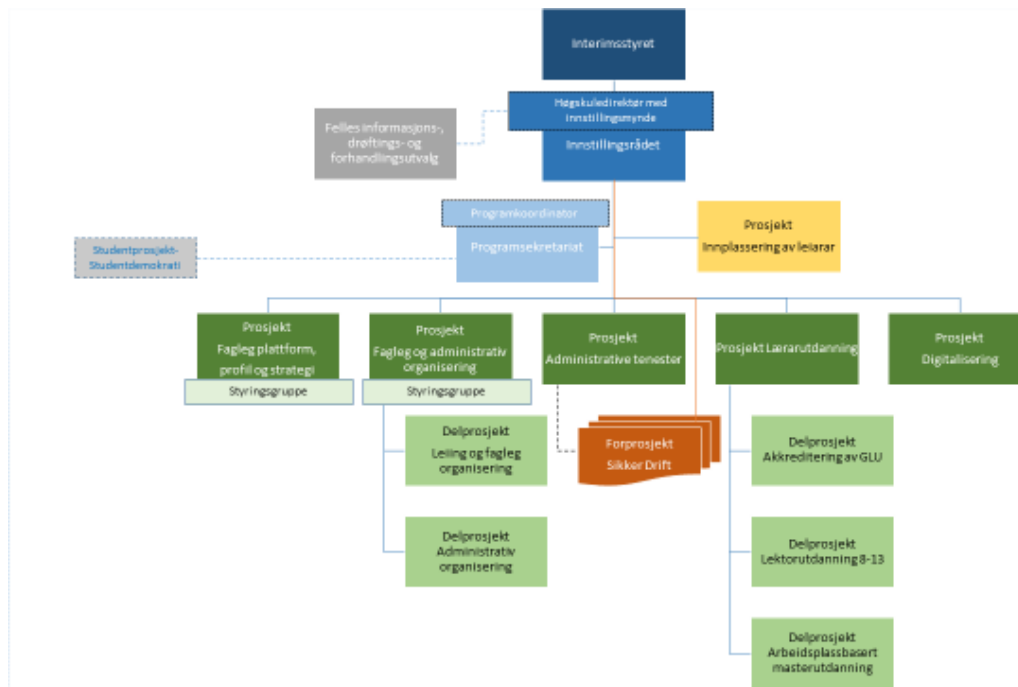 Interimsstyret
Høgskuledirektør med
innstillingsmynde
Innstillingsrådet
Felles informasjons-,
drøftings- og
forhandlingsutvalg
Programkoordinator
Programsekretariat
Prosjekt
Innplassering av leiarar
Studentprosjekt-
Studentdemokrati
Prosjekt
Fagleg plattform,
profil og strategi
Styringsgruppe
Prosjekt
Fagleg og administrativ
organisering
Styringsgruppe
Prosjekt
Administrative tenester
Prosjekt Lærarutdanning
Prosjekt
Digitalisering
Delprosjekt
Leiing og fagleg
organisering
Forprosjekt
Sikker Drift
Delprosjekt
Akkreditering av GLU
Delprosjekt
Administrativ
organisering
Delprosjekt
Lektorutdanning 8-13
Delprosjekt
Arbeidsplassbasert
masterutdanning